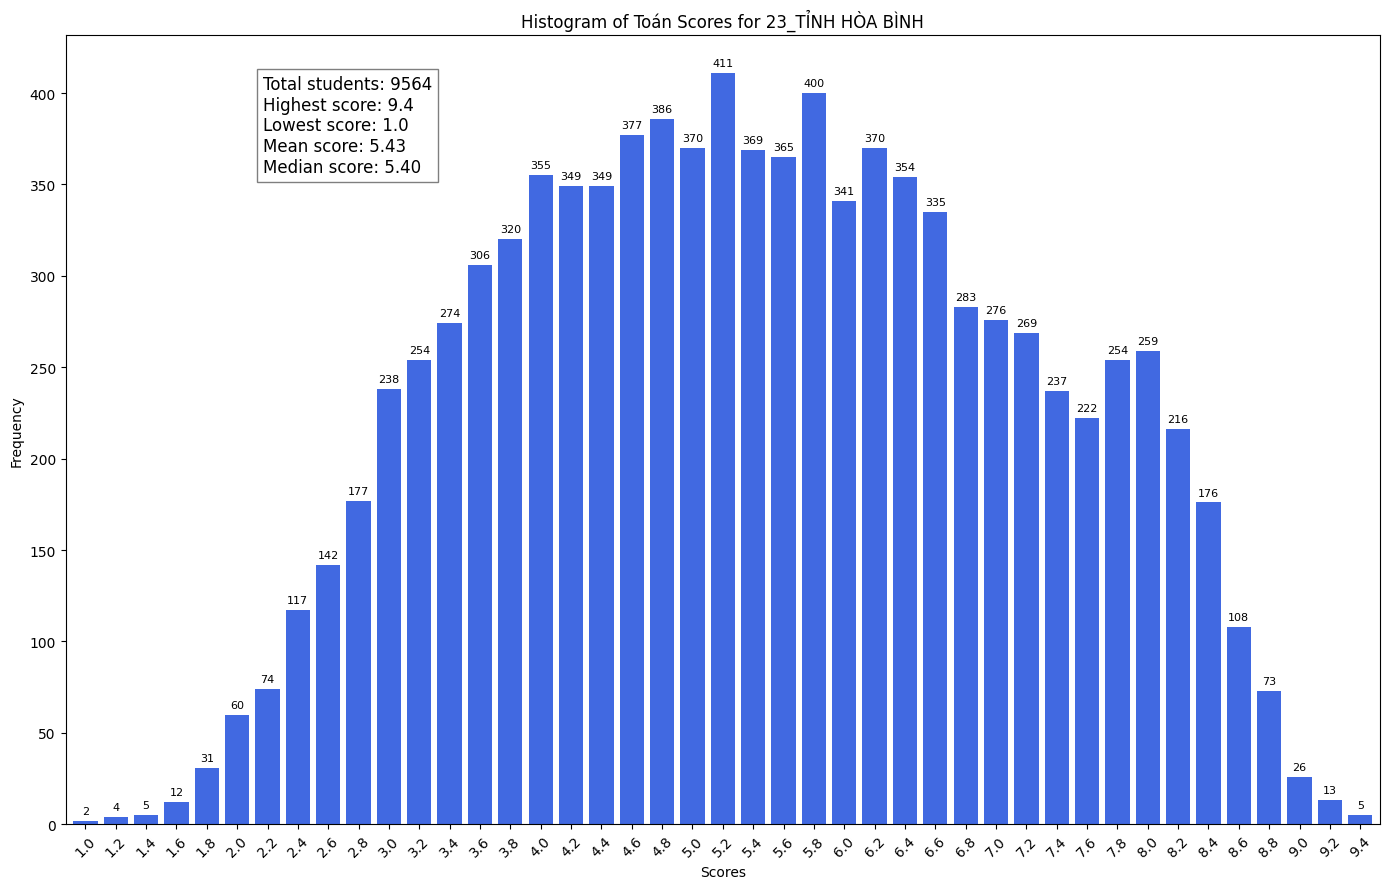 Histogram of Toán Scores for 23_TỈNH HÒA BÌNH
Total students: 9564
Highest score: 9.4
Lowest score: 1.0
Mean score: 5.43
Median score: 5.40
Frequency
400
350
300
250
200
150
100
50
0
2 4 5 12 31 60 74 117 142 177 238 254 274 306 320 355 349 349 377 386 370 411 369 365 400 341 370 354 335 283 276 269 237 222 254 259 216 176 108 73 26 13 5
1.0 1.2 1.4 1.6 1.8 2.0 2.2 2.4 2.6 2.8 3.0 3.2 3.4 3.6 3.8 4.0 4.2 4.4 4.6 4.8 5.0 5.2 5.4 5.6 5.8 6.0 6.2 6.4 6.6 6.8 7.0 7.2 7.4 7.6 7.8 8.0 8.2 8.4 8.6 8.8 9.0 9.2 9.4
Scores